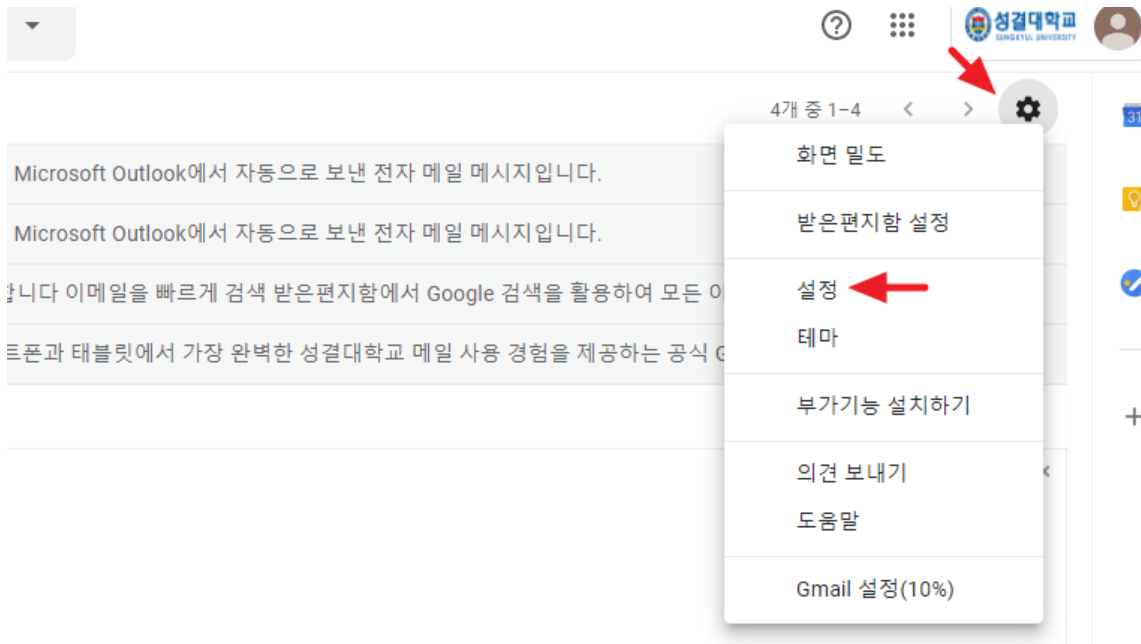 성결대학교
SUNGKYUL UNIVERSITY
4개 중 1–4
31
Microsoft Outlook에서 자동으로 보낸 전자 메일 메시지입니다.
Microsoft Outlook에서 자동으로 보낸 전자 메일 메시지입니다.
합니다 이메일을 빠르게 검색 받은편지함에서 Google 검색을 활용하여 모든 이
트폰과 태블릿에서 가장 완벽한 성결대학교 메일 사용 경험을 제공하는 공식 G
화면 밀도
받은편지함 설정
설정
테마
부가기능 설치하기
의견 보내기
도움말
Gmail 설정(10%)